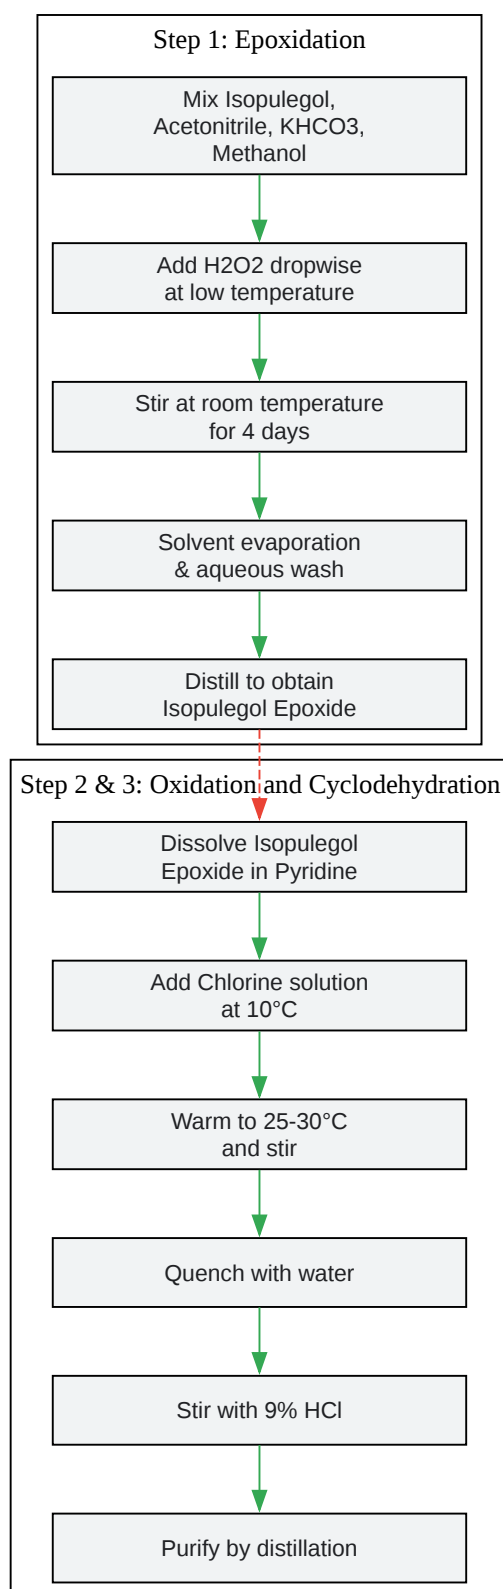 Step 1: Epoxidation
Mix Isopulegol,
Acetonitrile, KHCO3,
Methanol
Add H2O2 dropwise
at low temperature
Stir at room temperature
for 4 days
Solvent evaporation
& aqueous wash
Distill to obtain
Isopulegol Epoxide
Step 2 & 3: Oxidation and Cyclodehydration
Dissolve Isopulegol
Epoxide in Pyridine
Add Chlorine solution
at 10°C
Warm to 25-30°C
and stir
Quench with water
Stir with 9% HCl
Purify by distillation